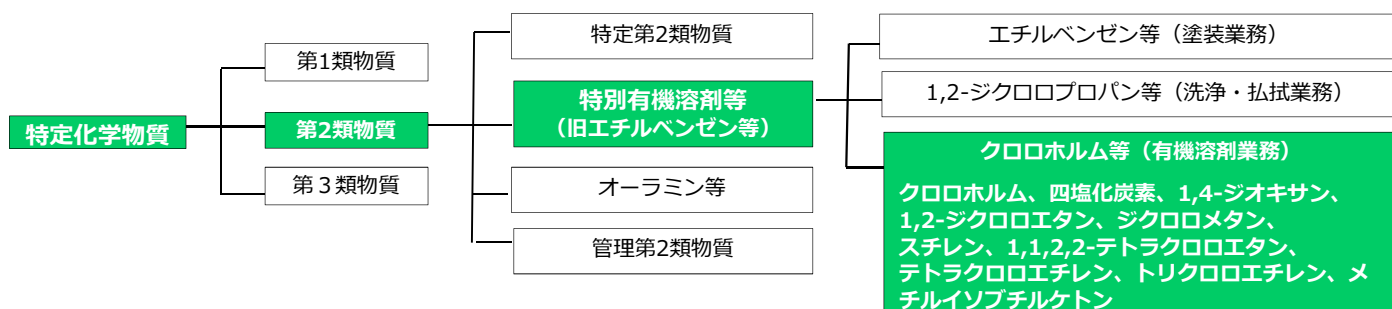 特定化学物質
第1類物質
第2類物質
第３類物質
特定第2類物質
特別有機溶剤等
（旧エチルベンゼン等）
オーラミン等
管理第2類物質
エチルベンゼン等（塗装業務）
1,2-ジクロロプロパン等（洗浄・払拭業務）
クロロホルム等（有機溶剤業務）
クロロホルム、四塩化炭素、1,4-ジオキサン、
1,2-ジクロロエタン、ジクロロメタン、
スチレン、1,1,2,2-テトラクロロエタン、
テトラクロロエチレン、トリクロロエチレン、メ
チルイソブチルケトン